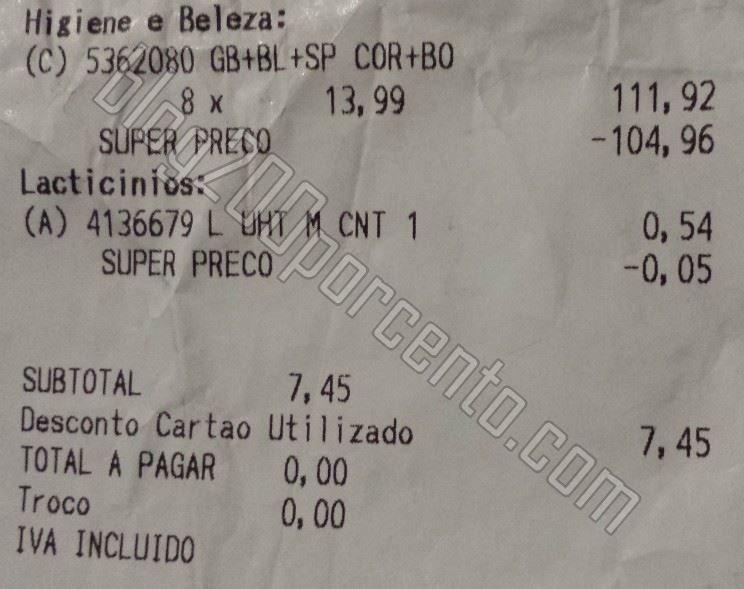 Higiene e Beleza:
(C) 5362080 GB+BL+SP COR+BO
8 x 13,99 111,92
SUPER PRECO -104,96
Lacticinios:
(A) 4136679 L UHT M CNT 1 0,54
SUPER PRECO -0,05
SUBTOTAL 7,45
Desconto Cartao Utilizado 7,45
TOTAL A PAGAR 0,00
Troco 0,00
IVA INCLUIDO
blog200porcento.com